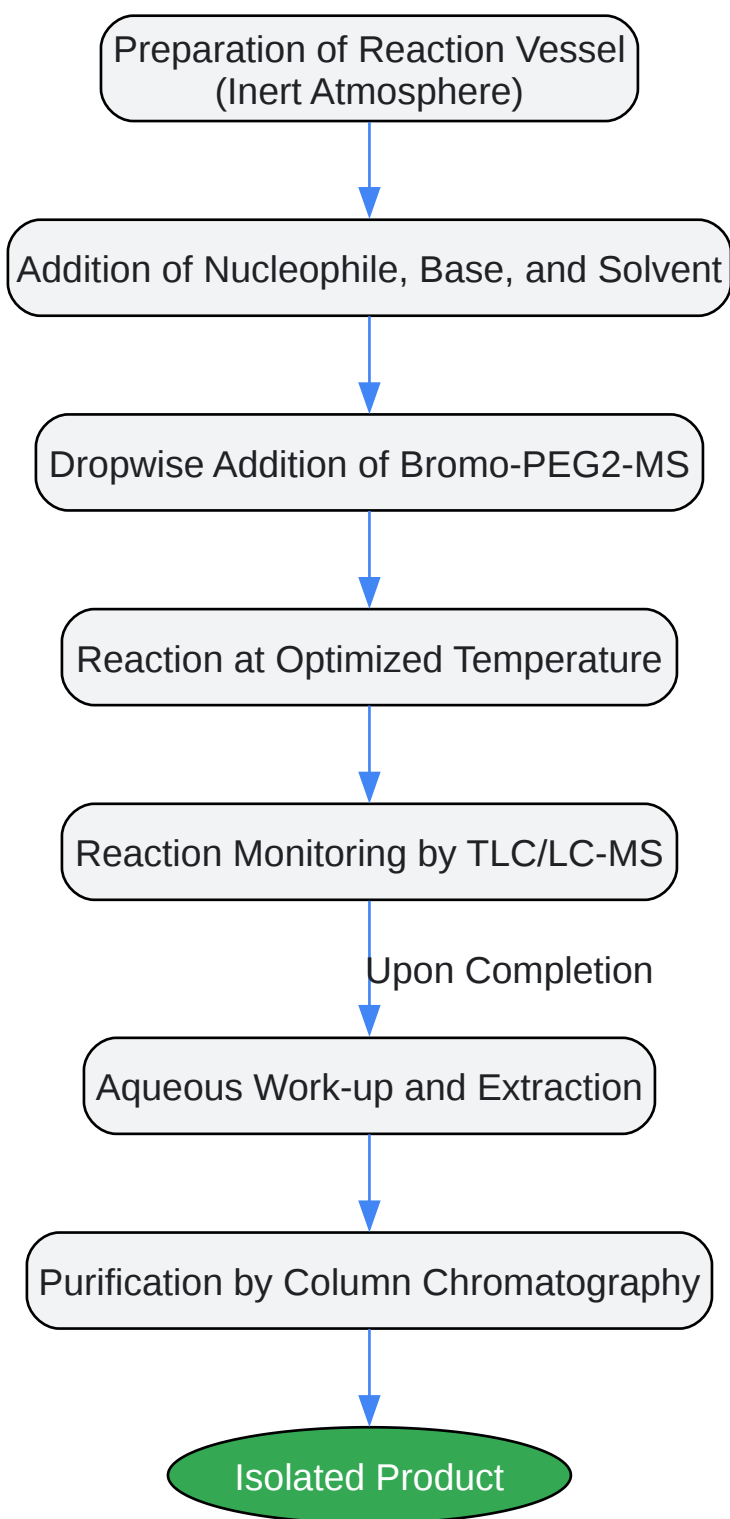 Preparation of Reaction Vessel
(Inert Atmosphere)
Addition of Nucleophile, Base, and Solvent
Dropwise Addition of Bromo-PEG2-MS
Reaction at Optimized Temperature
Reaction Monitoring by TLC/LC-MS
Upon Completion
Aqueous Work-up and Extraction
Purification by Column Chromatography
Isolated Product